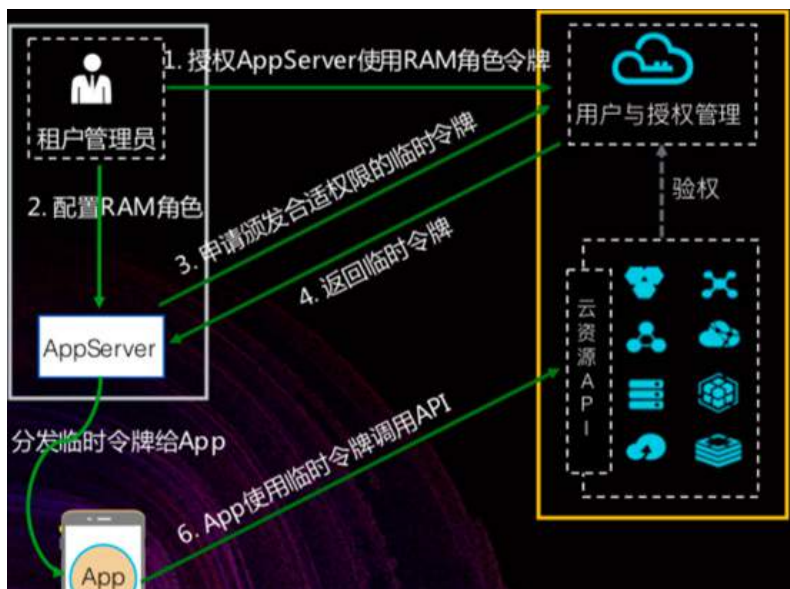 1. 授权AppServer使用RAM角色令牌
租户管理员
用户与授权管理
2. 配置RAM角色
3. 申请颁发合适权限的临时令牌
4. 返回临时令牌
验权
AppServer
云资源API
分发临时令牌给App
6. App使用临时令牌调用API
App